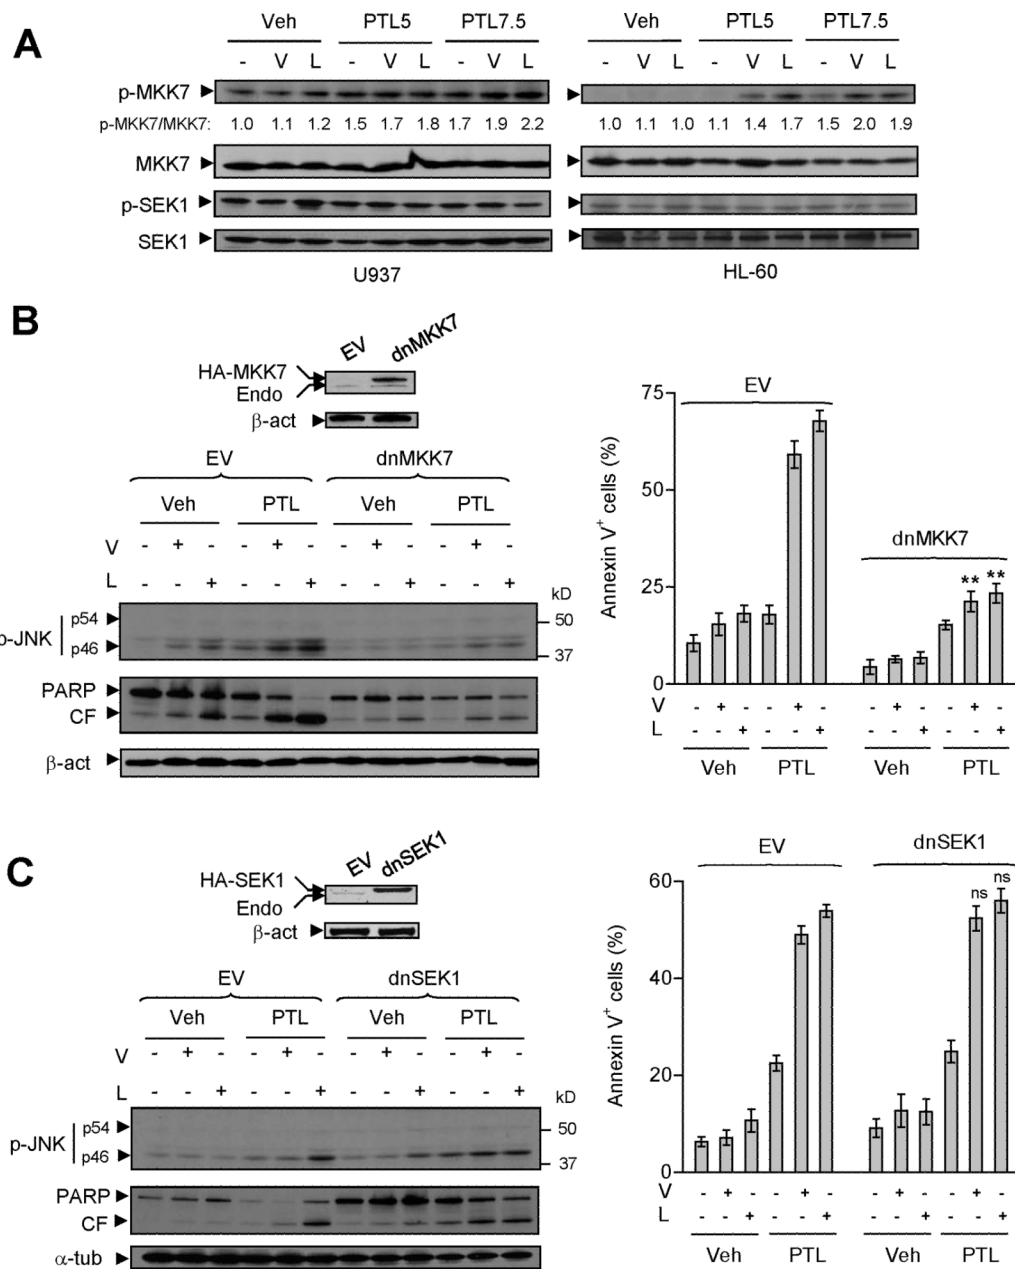 A
Veh PTL5 PTL7.5 Veh PTL5 PTL7.5
- V L - V L - V L - V L - V L - V L
p-MKK7
p-MKK7/MKK7: 1.0 1.1 1.2 1.5 1.7 1.8 1.7 1.9 2.2 1.0 1.1 1.0 1.1 1.4 1.7 1.5 2.0 1.9
MKK7
p-SEK1
SEK1
U937 HL-60
B
EV dnMKK7
HA-MKK7
Endo
β-act
EV dnMKK7
Veh PTL Veh PTL
V - + - - + - - + - - + -
L - - + - - + - - + - - +
kD
p-JNK p54 50
p46 37
PARP
CF
β-act
75
50
25
0
Annexin V+ cells (%)
EV
dnMKK7
** **
V - + - - + - - + - - + -
L - - + - - + - - + - - +
Veh PTL Veh PTL
C
EV dnSEK1
HA-SEK1
Endo
β-act
EV dnSEK1
Veh PTL Veh PTL
V - + - - + - - + - - + -
L - - + - - + - - + - - +
kD
p-JNK p54 50
p46 37
PARP
CF
α-tub
60
40
20
0
Annexin V+ cells (%)
EV dnSEK1
ns ns
V - + - - + - - + - - + -
L - - + - - + - - + - - +
Veh PTL Veh PTL